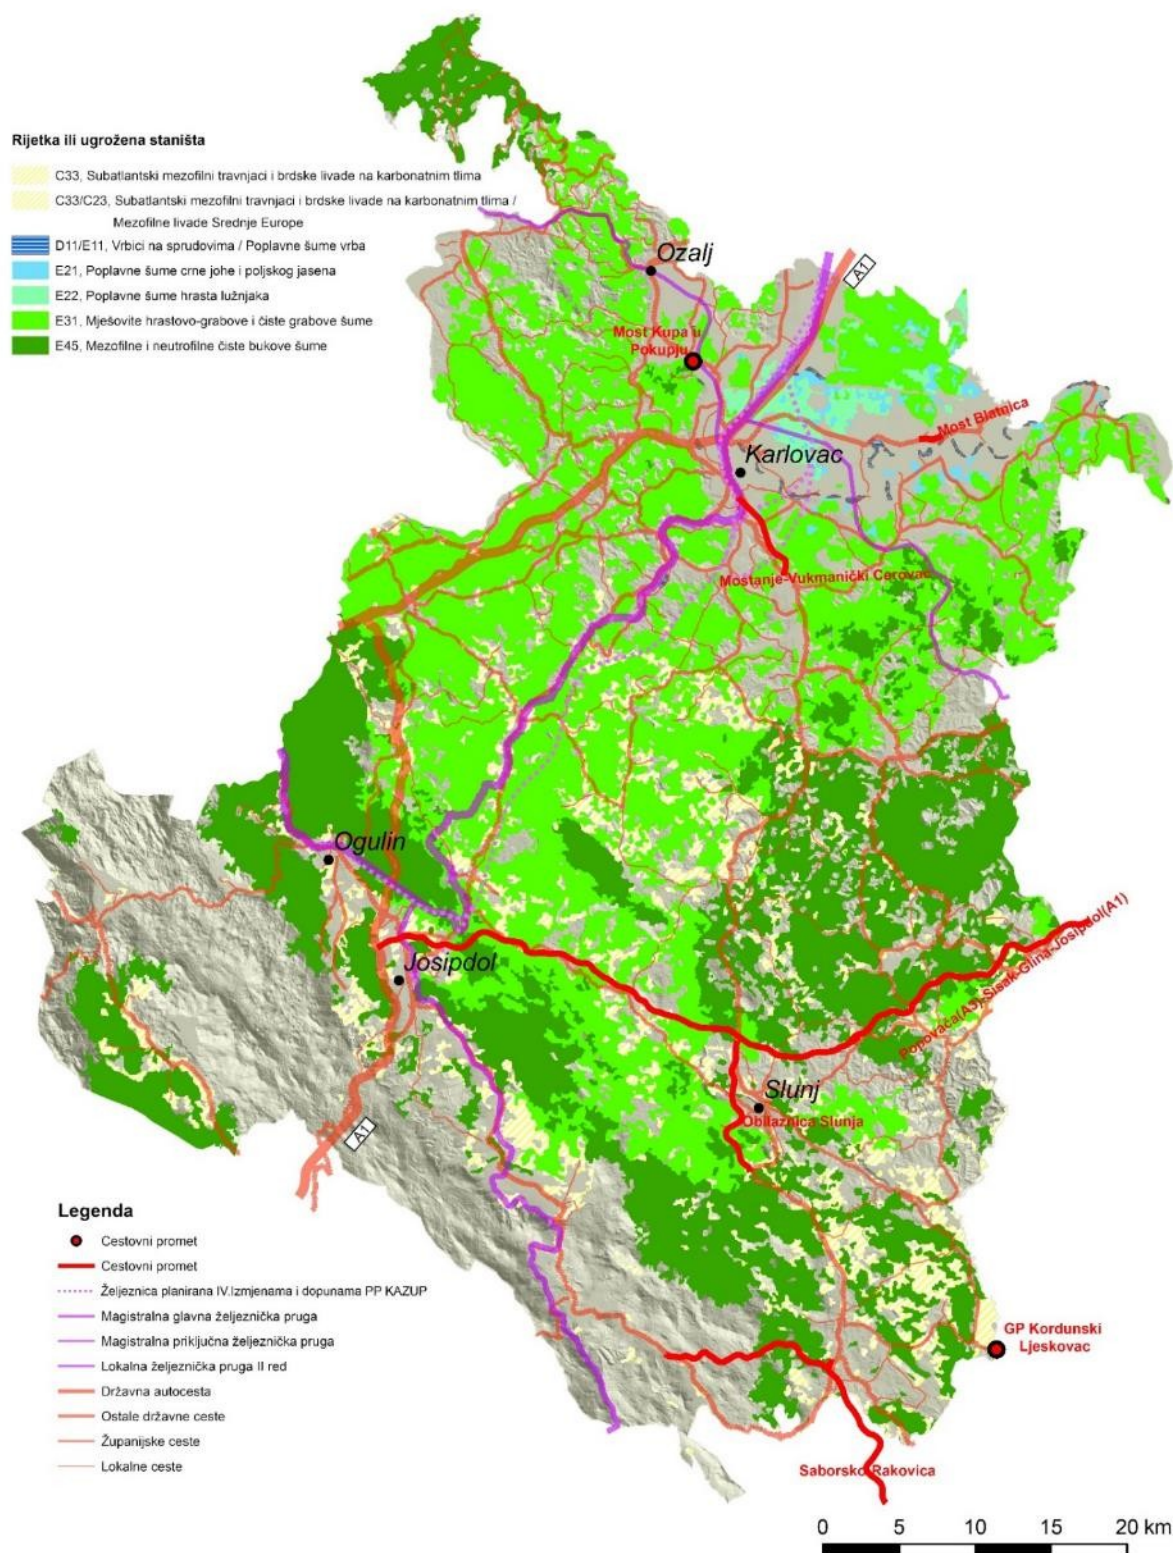 Rijetka ili ugrožena staništa
C33, Subatlantski mezofilni travnjaci i brdske livade na karbonatnim tlima
C33/C23, Subatlantski mezofilni travnjaci i brdske livade na karbonatnim tlima /
Mezofilne livade Srednje Europe
D11/E11, Vrbici na sprudovima / Poplavne šume vrba
E21, Poplavne šume crne johe i poljskog jasena
E22, Poplavne šume hrasta lužnjaka
E31, Mješovite hrastovo-grabove i čiste grabove šume
E45, Mezofilne i neutrofilne čiste bukove šume
Ozalj
A1
Most Kupa u
Pokupju
Most Blatnica
Karlovac
Mostanje-Vukmanički Cerovac
Ogulin
Josipdol
Popovača(A3)-Sisak-Glina-Josipdol(A1)
Slunj
Obilaznica Slunja
A1
GP Kordunski
Ljeskovac
Saborsko-Rakovica
Legenda
Cestovni promet
Cestovni promet
Željeznica planirana IV.Izmjenama i dopunama PP KAZUP
Magistralna glavna željeznička pruga
Magistralna priključna željeznička pruga
Lokalna željeznička pruga II red
Državna autocesta
Ostale državne ceste
Županijske ceste
Lokalne ceste
0 5 10 15 20 km